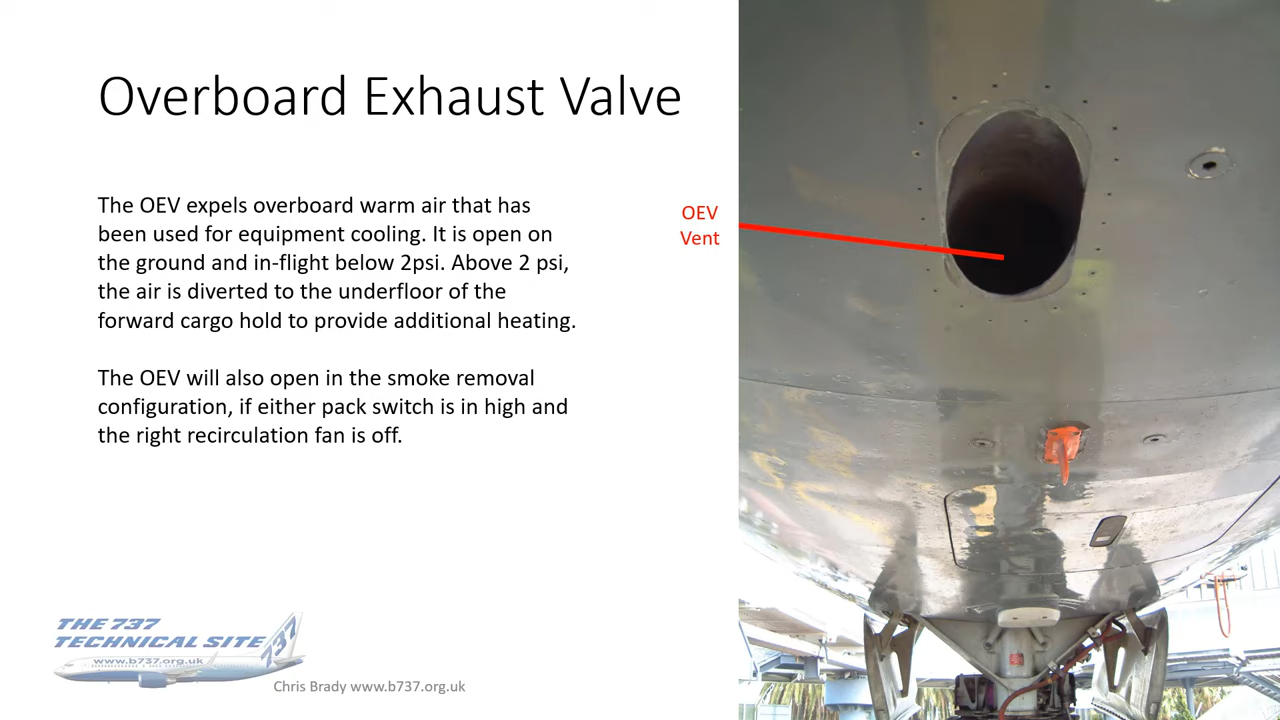 Overboard Exhaust Valve
The OEV expels overboard warm air that has
been used for equipment cooling. It is open on
the ground and in-flight below 2psi. Above 2 psi,
the air is diverted to the underfloor of the
forward cargo hold to provide additional heating.
The OEV will also open in the smoke removal
configuration, if either pack switch is in high and
the right recirculation fan is off.
OEV
Vent
THE 737
TECHNICAL SITE
737
www.b737.org.uk
Chris Brady www.b737.org.uk